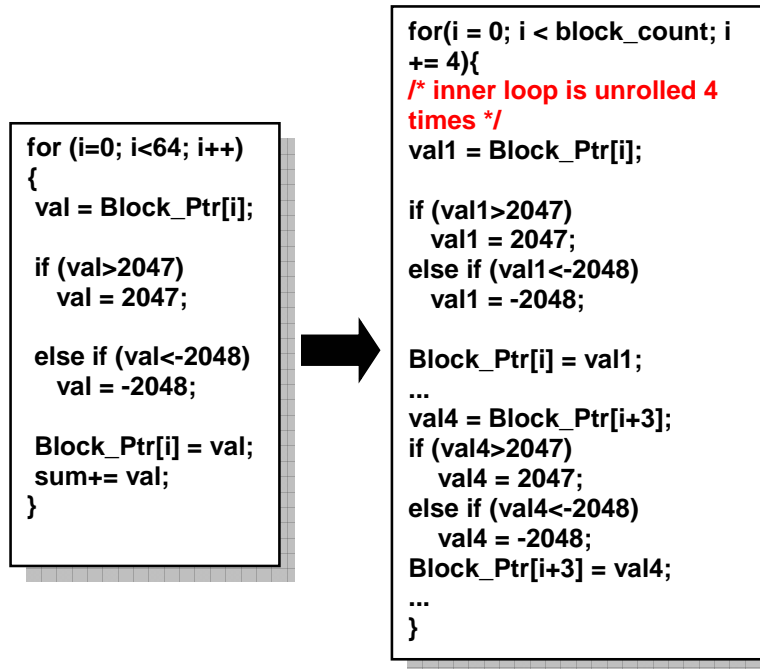 for (i=0; i<64; i++)
{
val = Block_Ptr[i];
if (val>2047)
val = 2047;
else if (val<-2048)
val = -2048;
Block_Ptr[i] = val;
sum+= val;
}
for(i = 0; i < block_count; i
+= 4){
/* inner loop is unrolled 4
times */
val1 = Block_Ptr[i];
if (val1>2047)
val1 = 2047;
else if (val1<-2048)
val1 = -2048;
Block_Ptr[i] = val1;
...
val4 = Block_Ptr[i+3];
if (val4>2047)
val4 = 2047;
else if (val4<-2048)
val4 = -2048;
Block_Ptr[i+3] = val4;
...
}